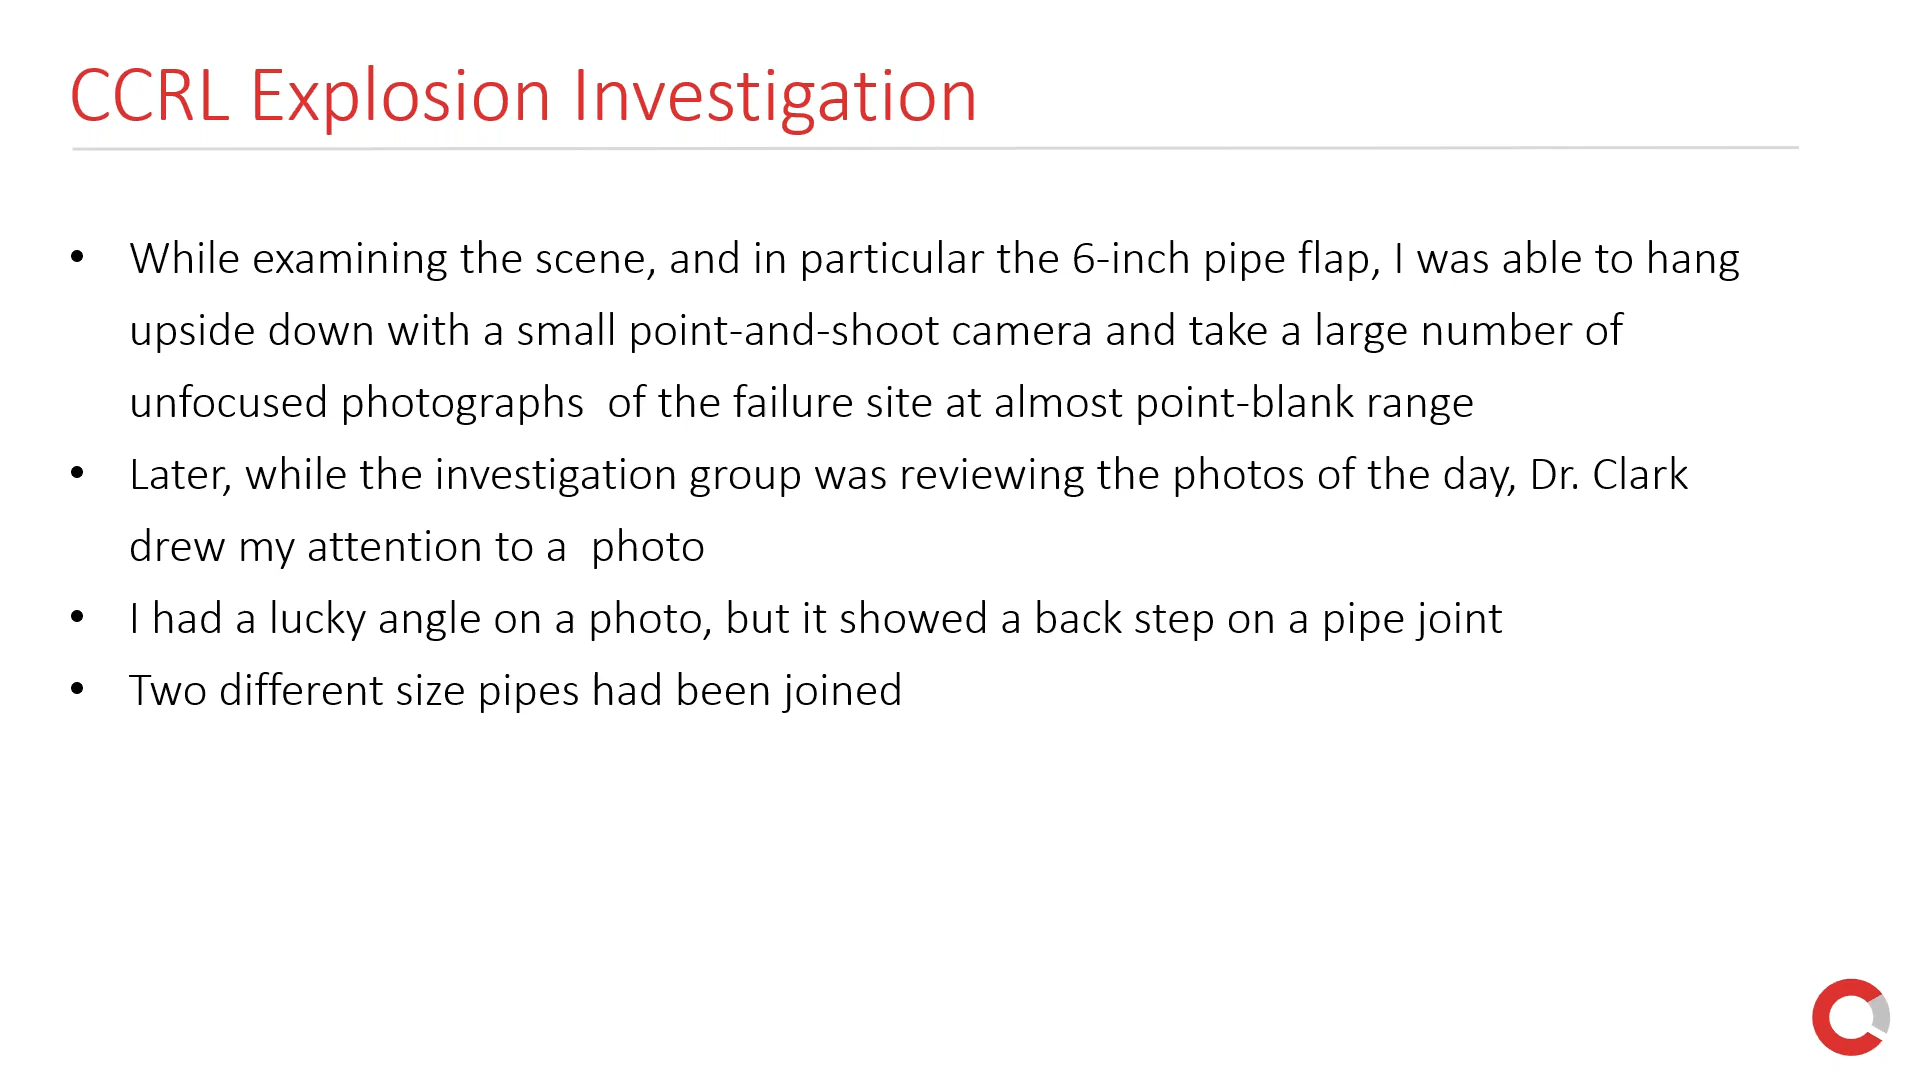 CCRL Explosion Investigation
• While examining the scene, and in particular the 6-inch pipe flap, I was able to hang
upside down with a small point-and-shoot camera and take a large number of
unfocused photographs  of the failure site at almost point-blank range
• Later, while the investigation group was reviewing the photos of the day, Dr. Clark
drew my attention to a  photo
• I had a lucky angle on a photo, but it showed a back step on a pipe joint
• Two different size pipes had been joined